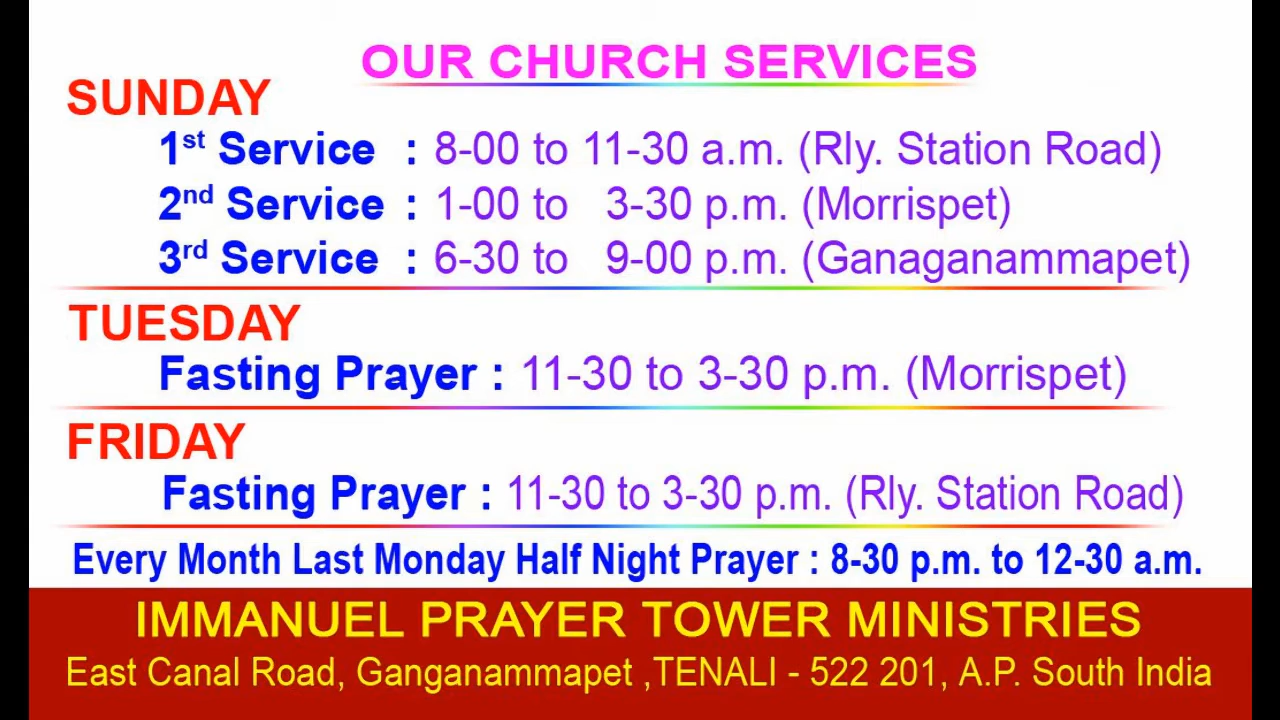 OUR CHURCH SERVICES
SUNDAY
1st Service : 8-00 to 11-30 a.m. (Rly. Station Road)
2nd Service : 1-00 to 3-30 p.m. (Morrispet)
3rd Service : 6-30 to 9-00 p.m. (Ganaganammapet)
TUESDAY
Fasting Prayer : 11-30 to 3-30 p.m. (Morrispet)
FRIDAY
Fasting Prayer : 11-30 to 3-30 p.m. (Rly. Station Road)
Every Month Last Monday Half Night Prayer : 8-30 p.m. to 12-30 a.m.
IMMANUEL PRAYER TOWER MINISTRIES
East Canal Road, Ganganammapet ,TENALI - 522 201, A.P. South India